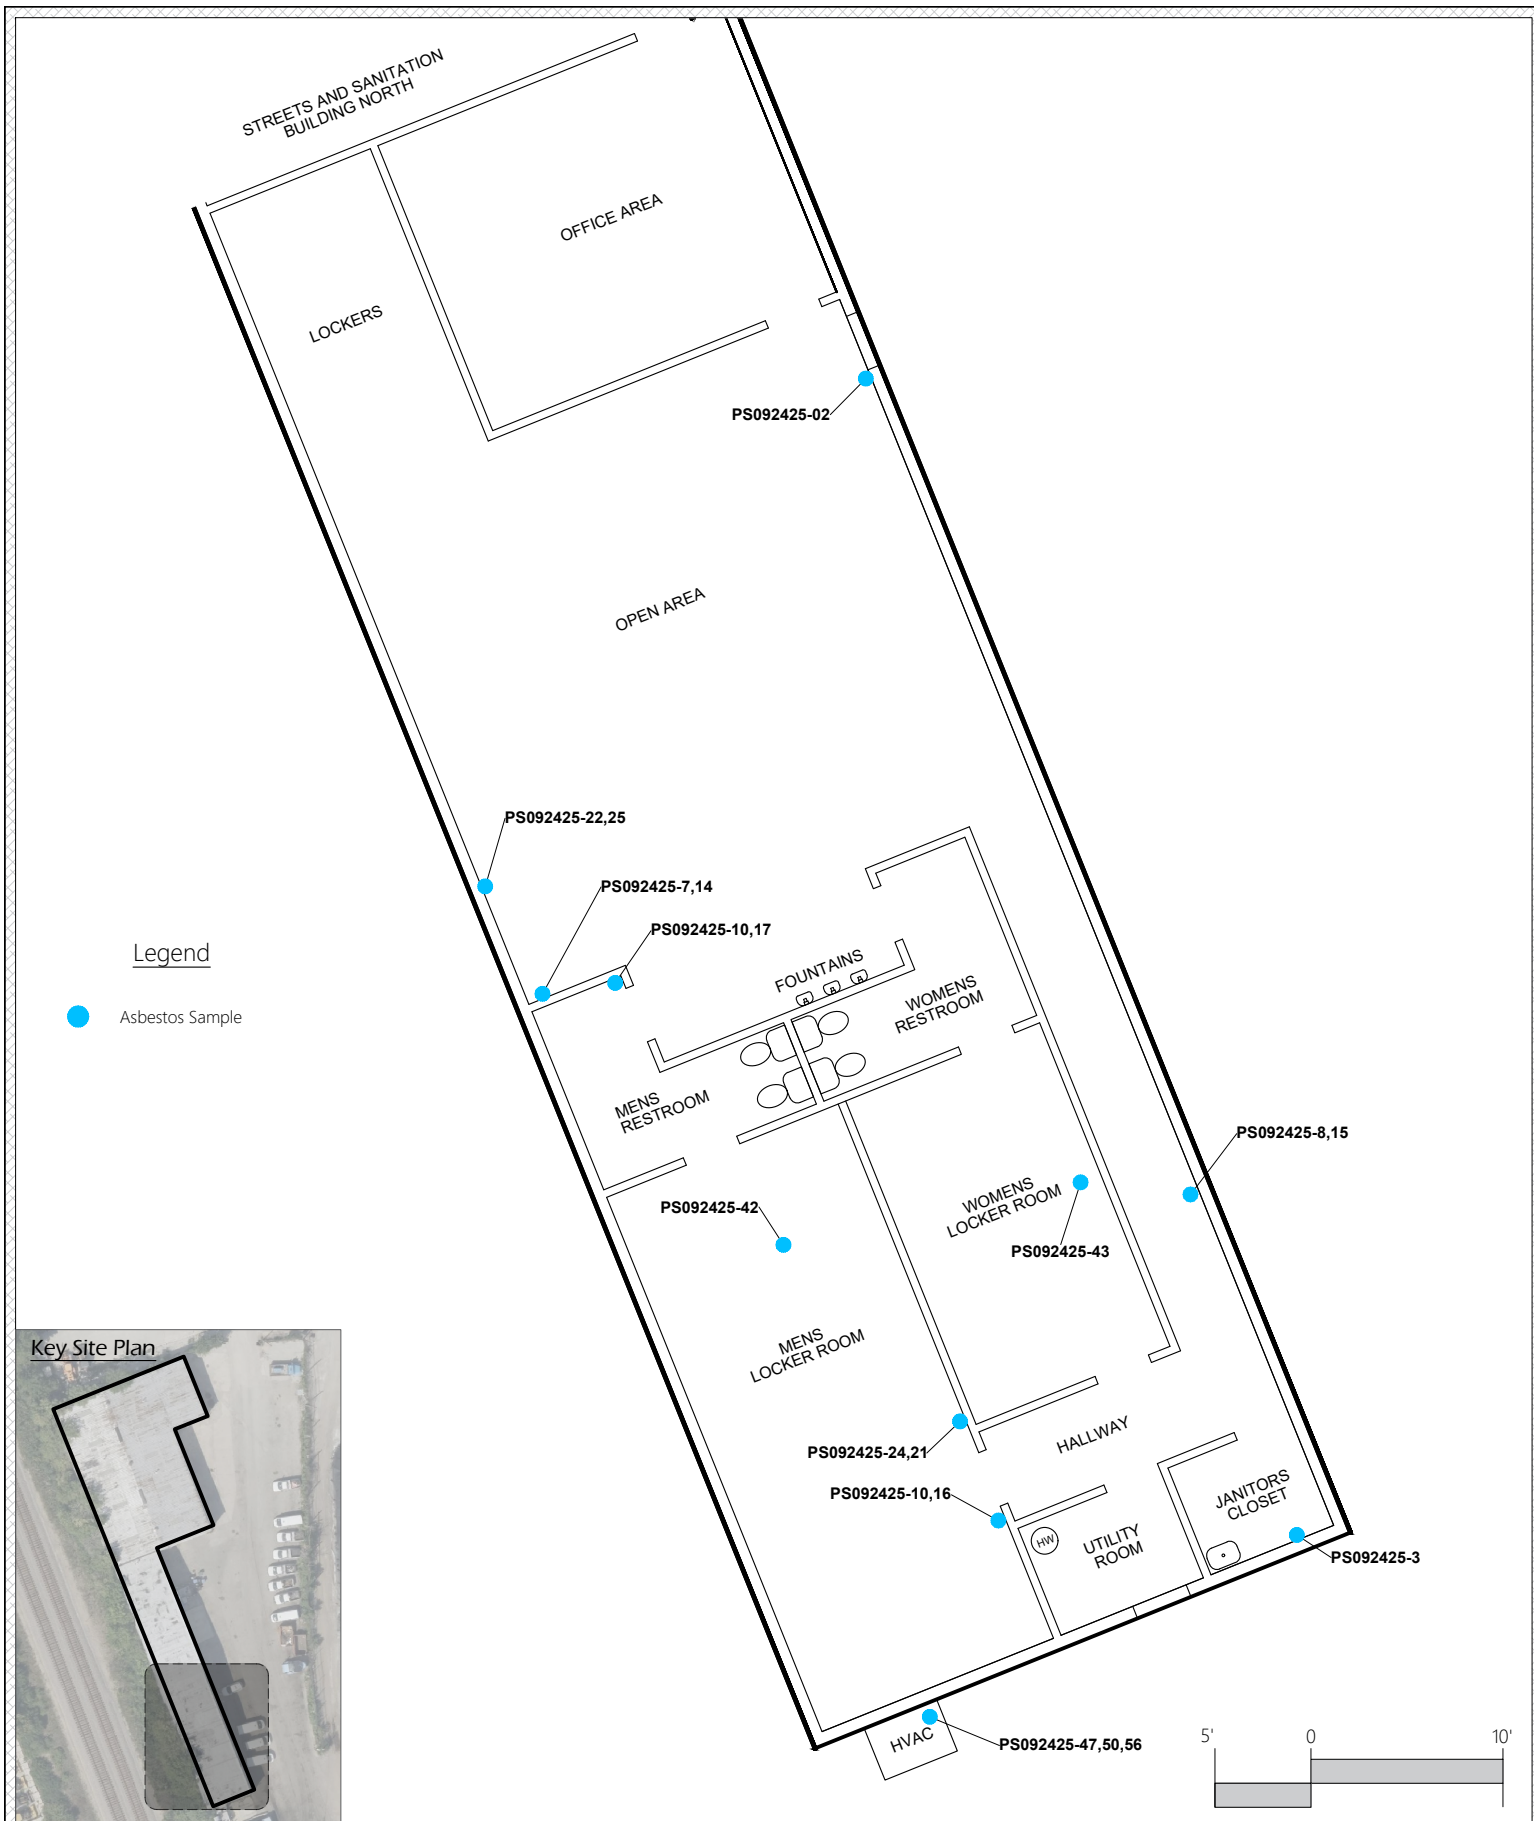 STREETS AND SANITATION
BUILDING NORTH
OFFICE AREA
LOCKERS
PS092425-02
OPEN AREA
PS092425-22,25
PS092425-7,14
PS092425-10,17
Legend
Asbestos Sample
FOUNTAINS
WOMENS
RESTROOM
MENS
RESTROOM
PS092425-8,15
PS092425-42
WOMENS
LOCKER ROOM
PS092425-43
MENS
LOCKER ROOM
Key Site Plan
PS092425-24,21
HALLWAY
PS092425-10,16
JANITORS
CLOSET
HW
UTILITY
ROOM
PS092425-3
HVAC
PS092425-47,50,56
5'
0
10'